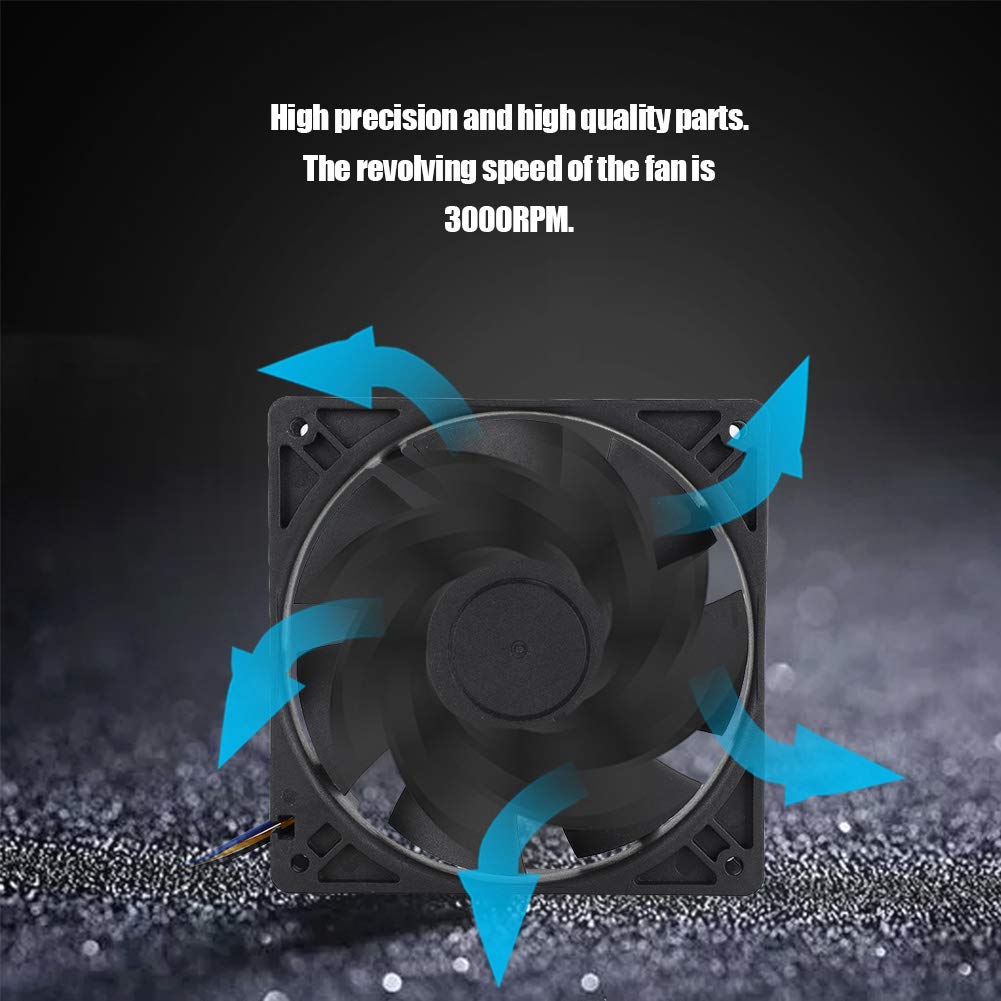 High precision and high quality parts.
The revolving speed of the fan is
3000RPM.